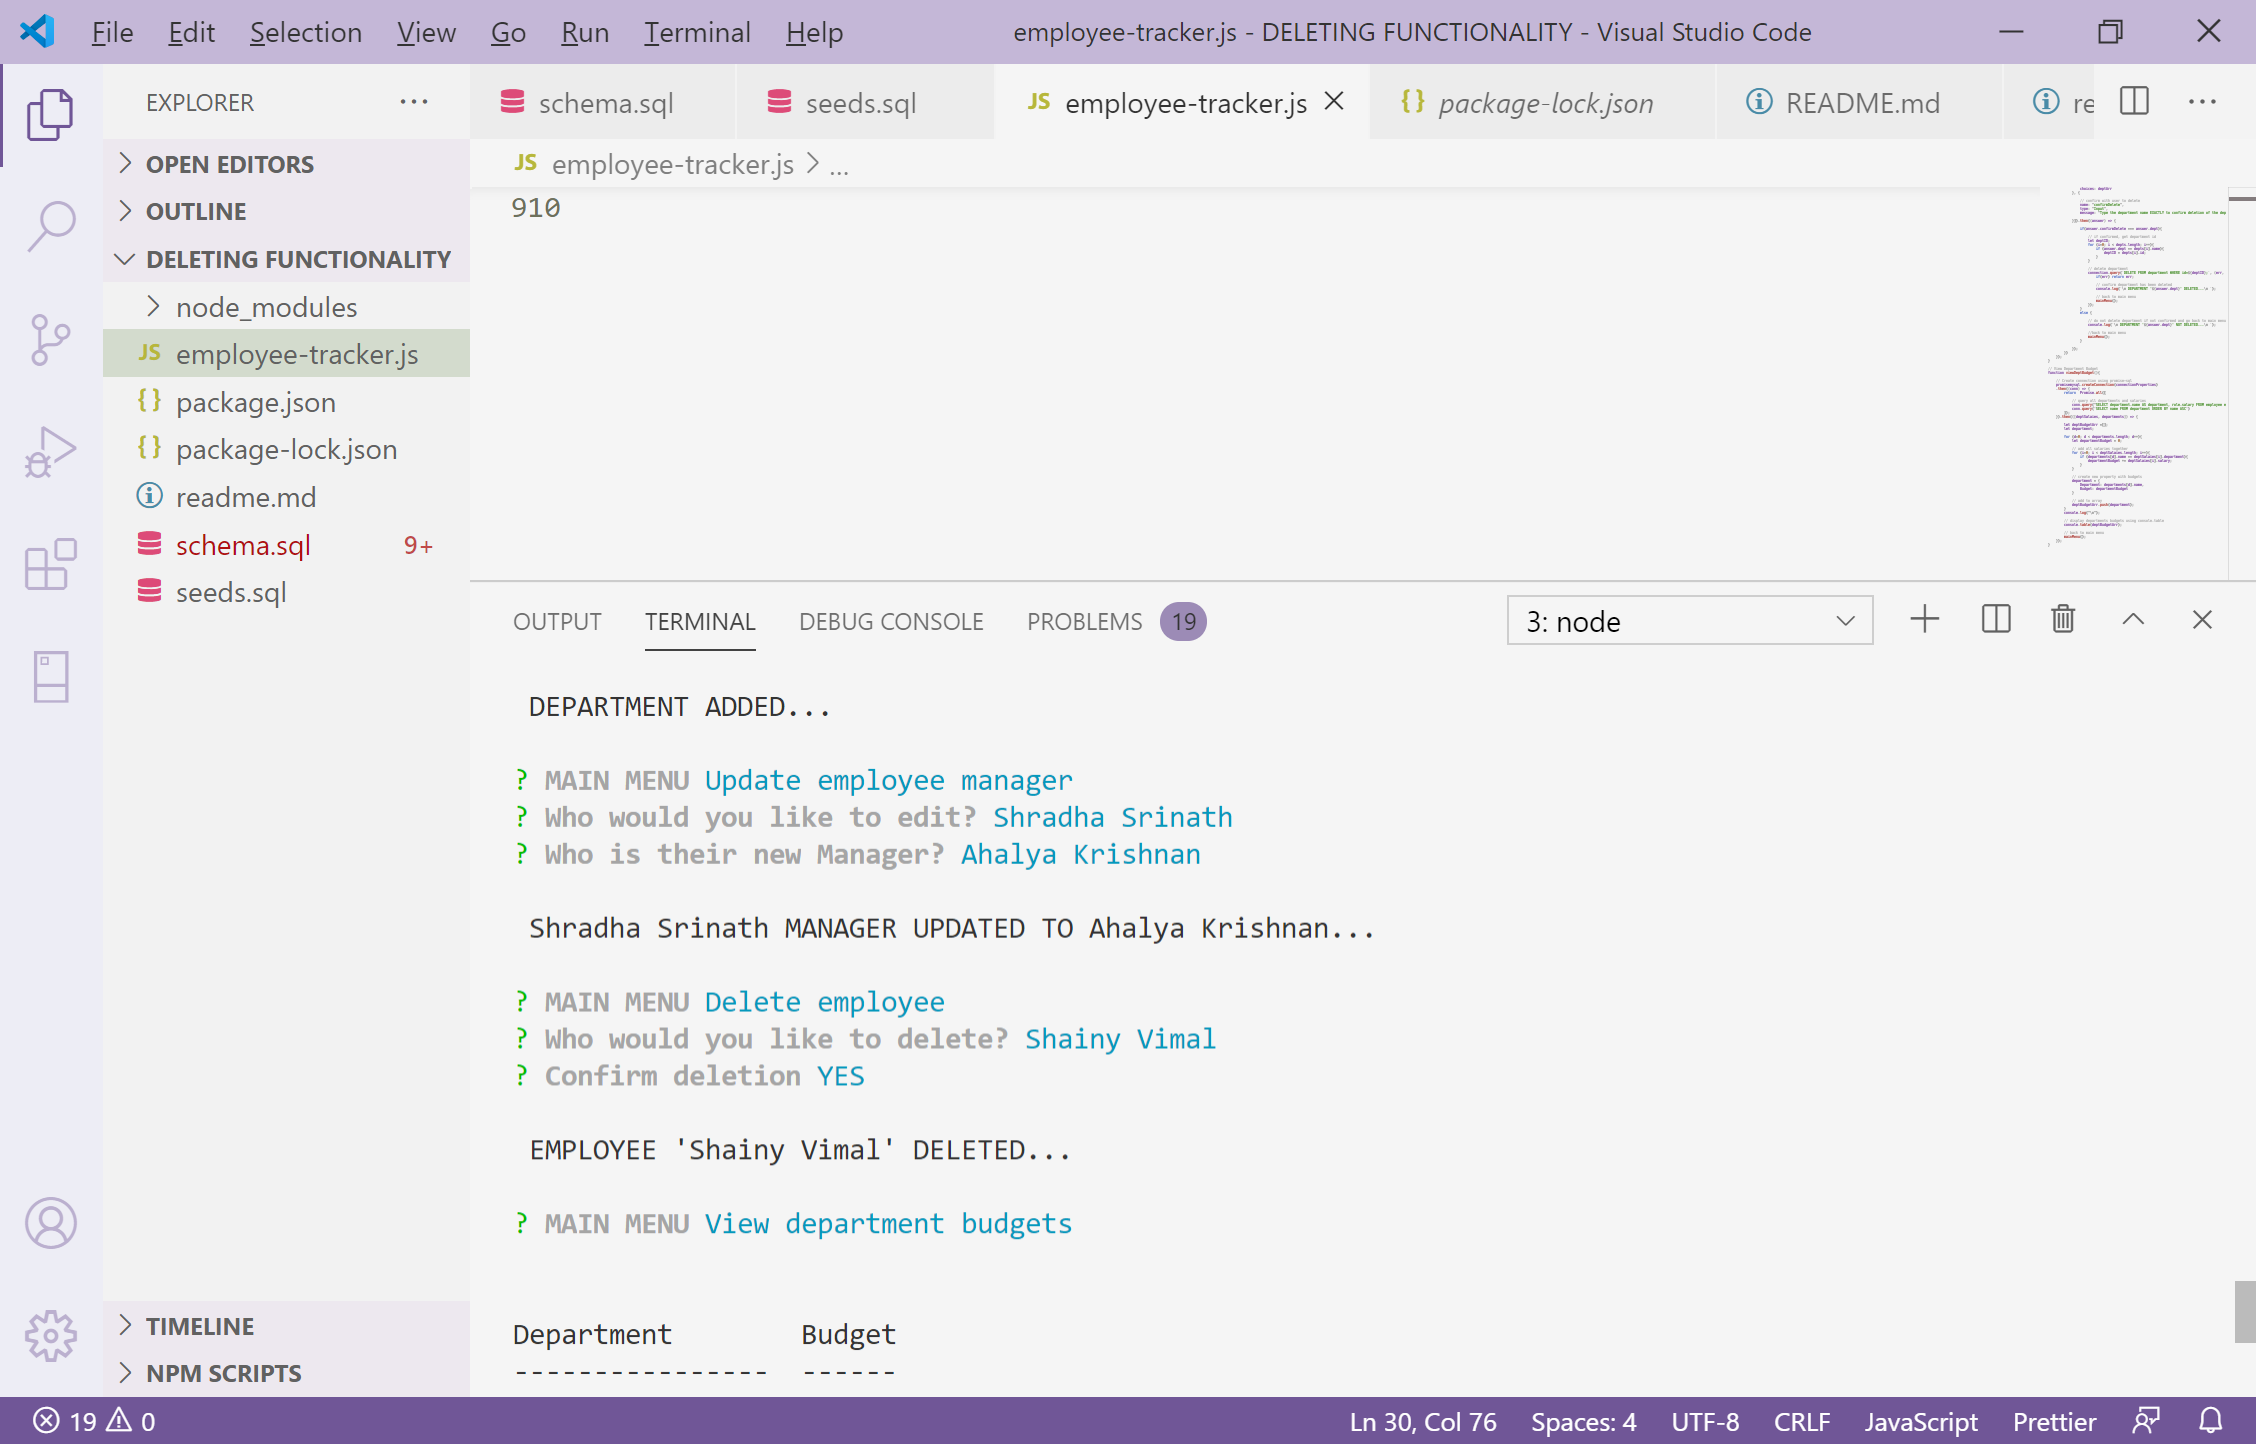 File Edit Selection View Go Run Terminal Help employee-tracker.js - DELETING FUNCTIONALITY - Visual Studio Code
EXPLORER
schema.sql seeds.sql JS employee-tracker.js {} package-lock.json README.md re
OPEN EDITORS
OUTLINE
DELETING FUNCTIONALITY
node_modules
JS employee-tracker.js
{} package.json
{} package-lock.json
readme.md
schema.sql 9+
seeds.sql
TIMELINE
NPM SCRIPTS
JS employee-tracker.js > ...
910
OUTPUT TERMINAL DEBUG CONSOLE PROBLEMS 19 3: node
DEPARTMENT ADDED...
? MAIN MENU Update employee manager
? Who would you like to edit? Shradha Srinath
? Who is their new Manager? Ahalya Krishnan
Shradha Srinath MANAGER UPDATED TO Ahalya Krishnan...
? MAIN MENU Delete employee
? Who would you like to delete? Shainy Vimal
? Confirm deletion YES
EMPLOYEE 'Shainy Vimal' DELETED...
? MAIN MENU View department budgets
Department Budget
---------------- ------
19 0 Ln 30, Col 76 Spaces: 4 UTF-8 CRLF JavaScript Prettier